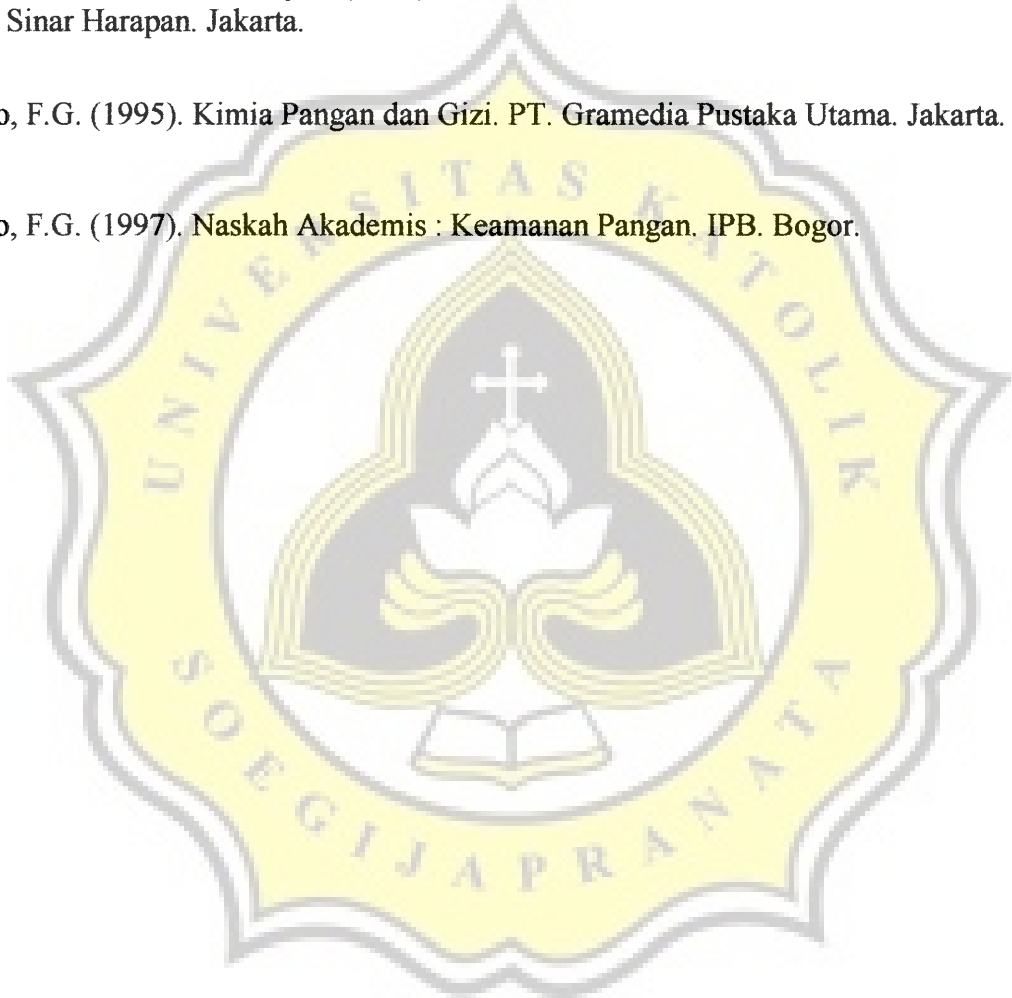 Sinar Harapan. Jakarta.
o, F.G. (1995). Kimia Pangan dan Gizi. PT. Gramedia Pustaka Utama. Jakarta.
o, F.G. (1997). Naskah Akademis : Keamanan Pangan. IPB. Bogor.
UNIVERSITAS KATOLIK
SOEGIJAPRANATA